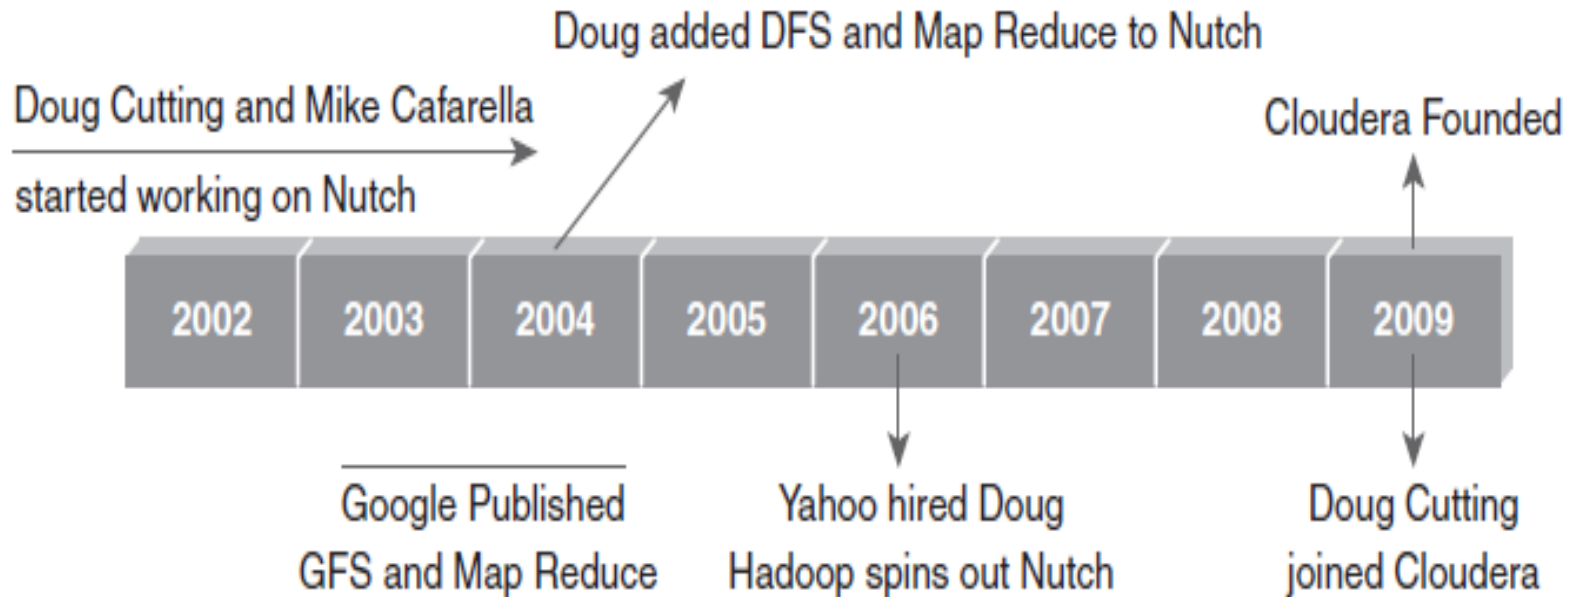 Doug added DFS and Map Reduce to Nutch
Doug Cutting and Mike Cafarella
started working on Nutch
Cloudera Founded
2002 2003 2004 2005 2006 2007 2008 2009
Google Published
GFS and Map Reduce
Yahoo hired Doug
Hadoop spins out Nutch
Doug Cutting
joined Cloudera